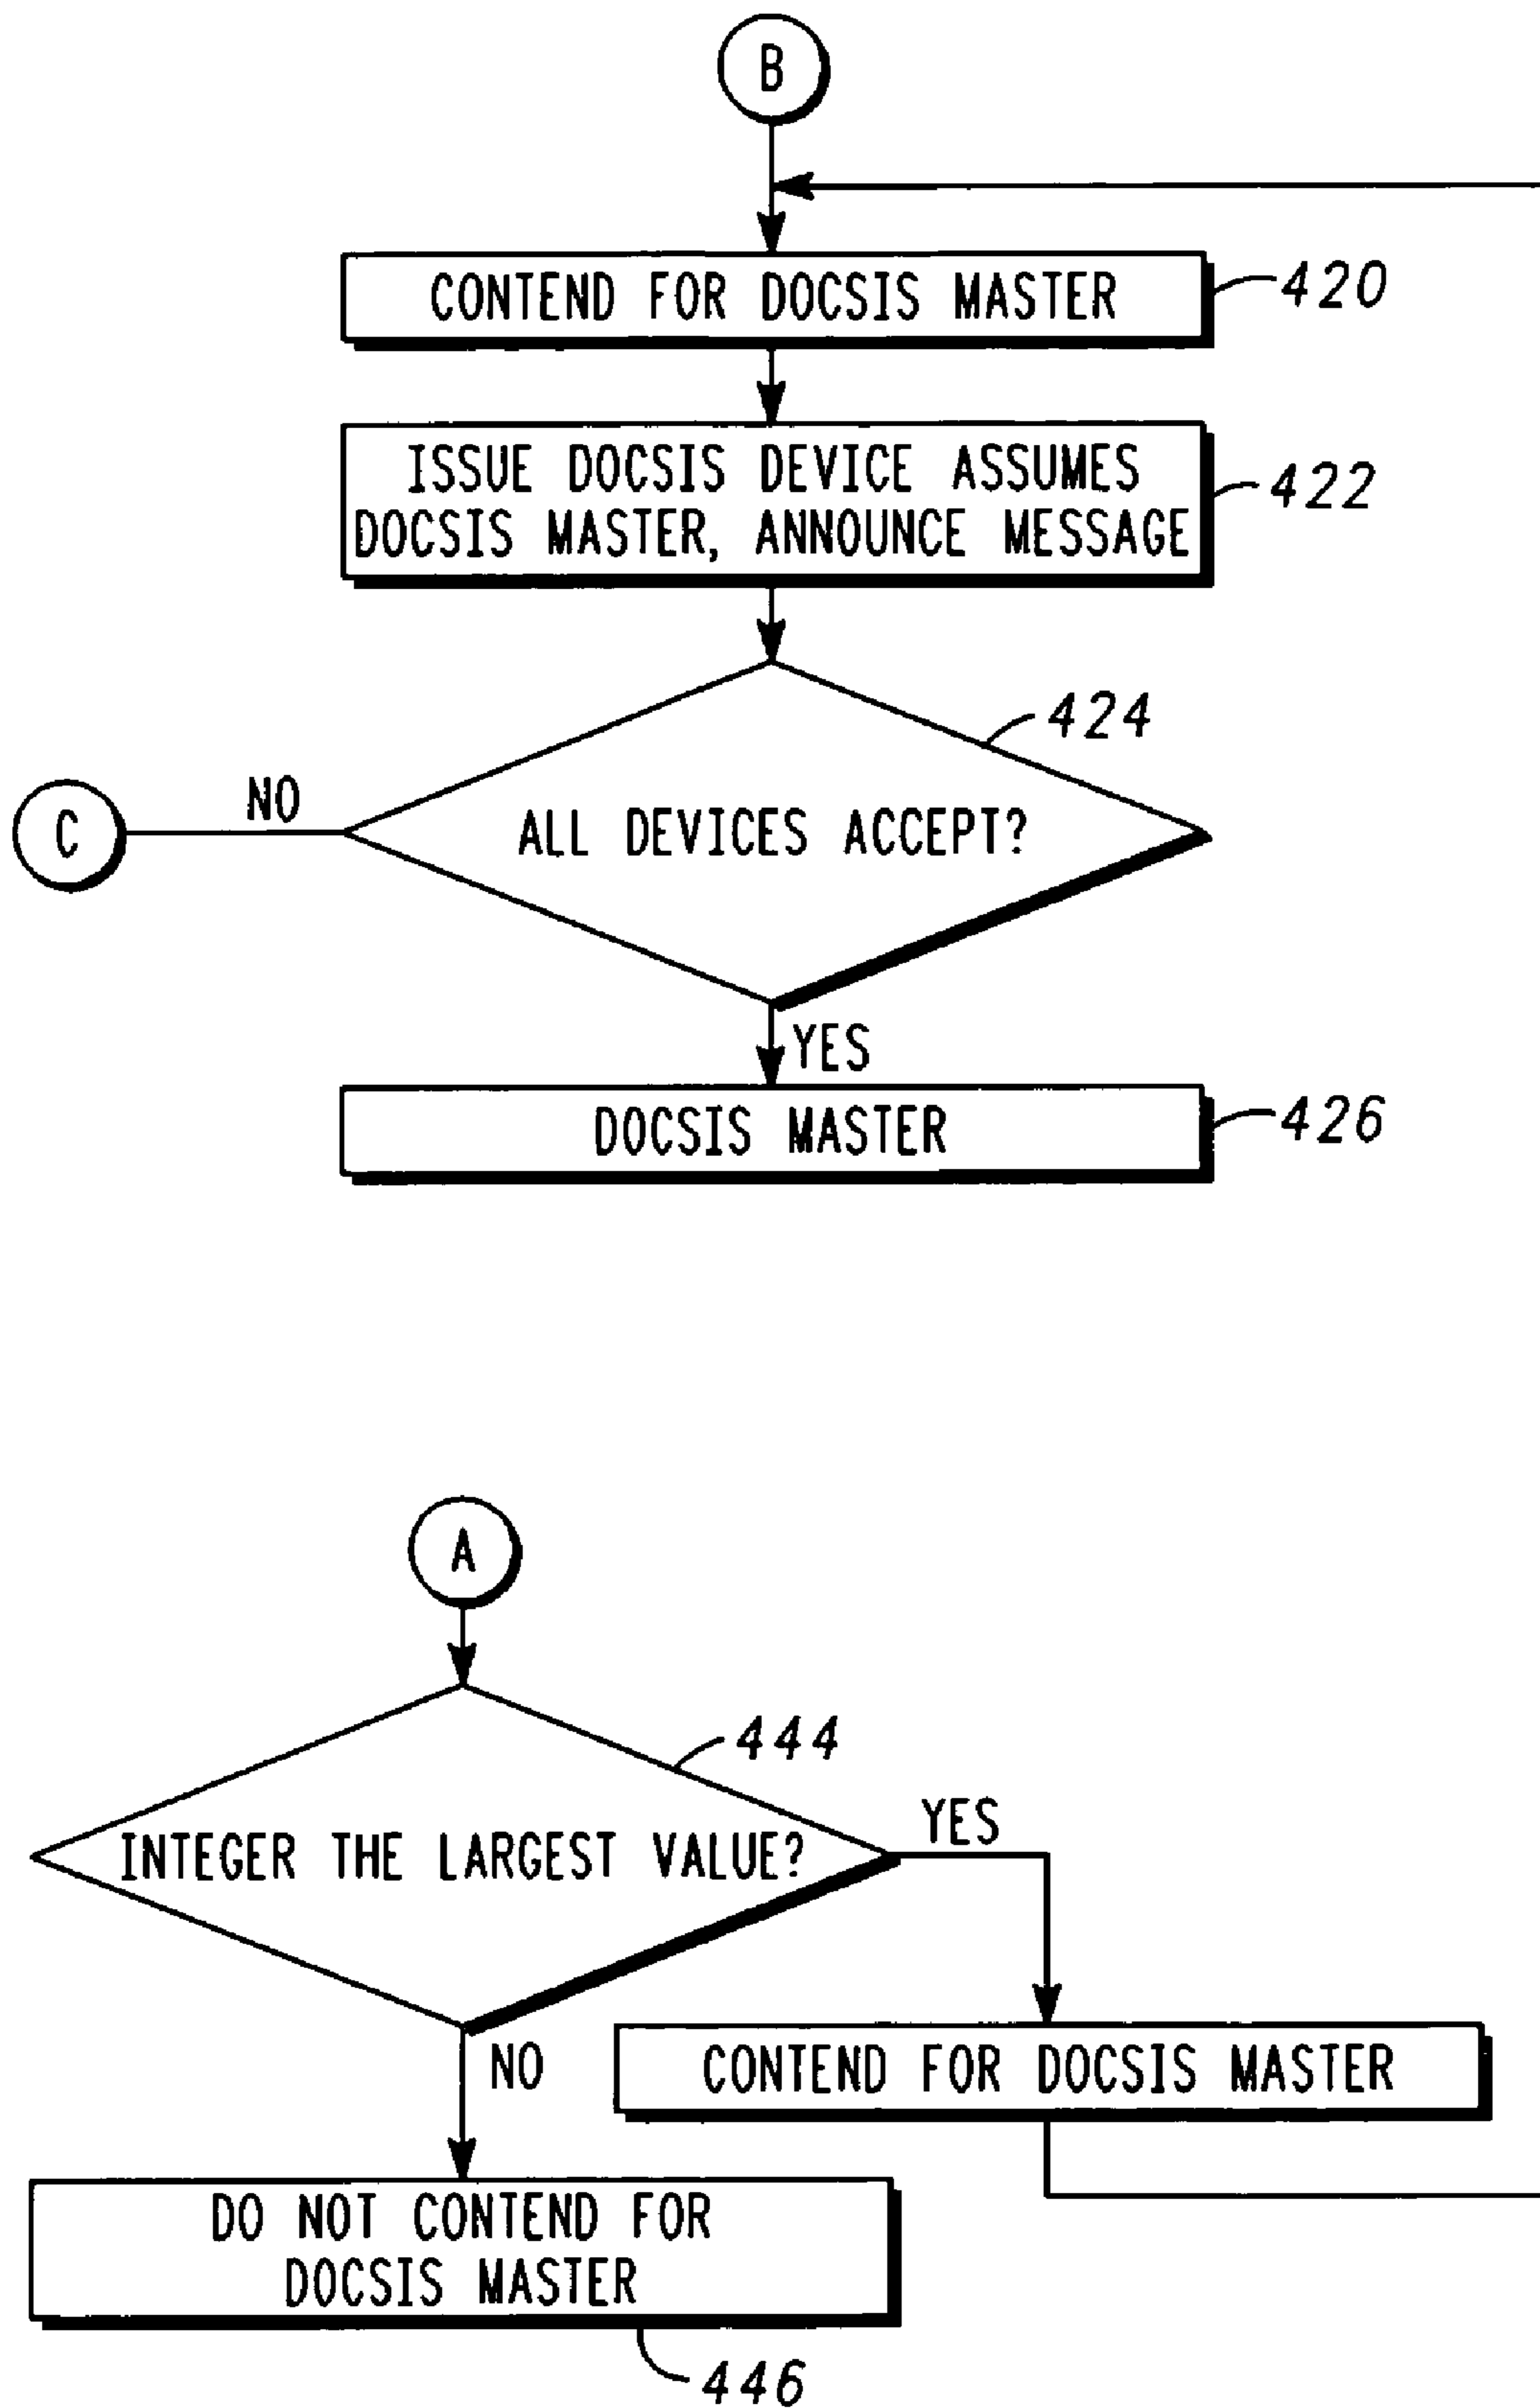 B
CONTEND FOR DOCSIS MASTER
420
ISSUE DOCSIS DEVICE ASSUMES
DOCSIS MASTER, ANNOUNCE MESSAGE
422
424
C
NO
ALL DEVICES ACCEPT?
YES
DOCSIS MASTER
426
A
444
INTEGER THE LARGEST VALUE?
YES
NO
CONTEND FOR DOCSIS MASTER
DO NOT CONTEND FOR
DOCSIS MASTER
446